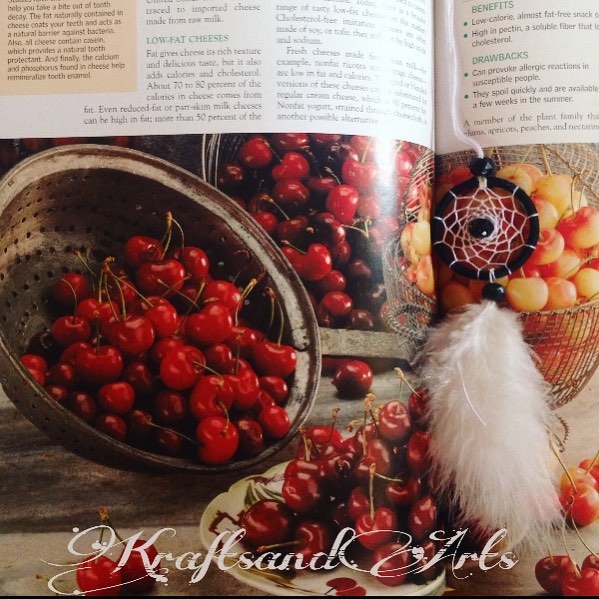 help you take a bite out of tooth
decay. The fat naturally contained in
cheese coats your teeth and acts as
a natural barrier against bacteria.
Also, all cheese contain casein,
which provides a natural tooth
protectant. And finally, the calcium
and phosphorus found in cheese help
remineralize tooth enamel.
traced to imported cheese
made from raw milk.
LOW-FAT CHEESES
Fat gives cheese its rich texture
and delicious taste, but it also
adds calories and cholesterol.
About 70 to 80 percent of the
calories in cheese comes from
fat. Even reduced-fat or part-skim milk cheeses
can be high in fat; more than 50 percent of the
range of tasty low-fat
Cholesterol-free imitation
made of soy, or tofu, they
and sodium.
Fresh cheeses made from
example, nonfat ricotta
are low in fat and calories.
versions of these cheeses
regular cream cheese,
Nonfat yogurt, strained
another possible alternative
BENEFITS
• Low-calorie, almost fat-free snack
• High in pectin, a soluble fiber that
cholesterol.
DRAWBACKS
• Can provoke allergic reactions in
susceptible people.
• They spoil quickly and are available
a few weeks in the summer.
A member of the plant family
plums, apricots, peaches, and
KraftsandArts